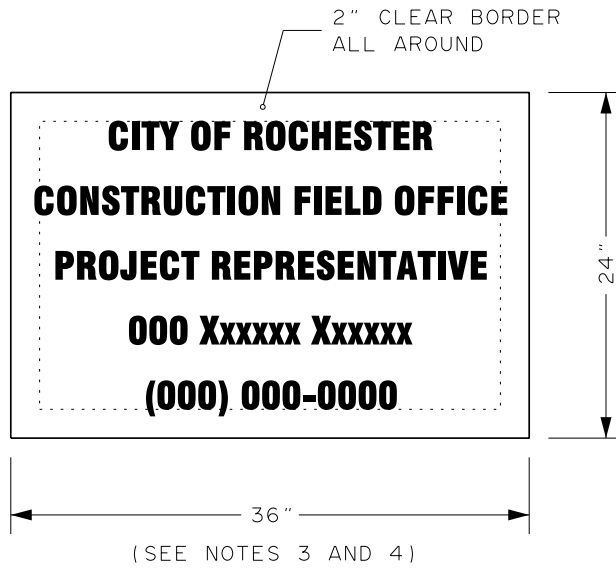 2" CLEAR BORDER
ALL AROUND
CITY OF ROCHESTER
CONSTRUCTION FIELD OFFICE
PROJECT REPRESENTATIVE
000 Xxxxxx Xxxxxx
(000) 000-0000
24"
36"
(SEE NOTES 3 AND 4)